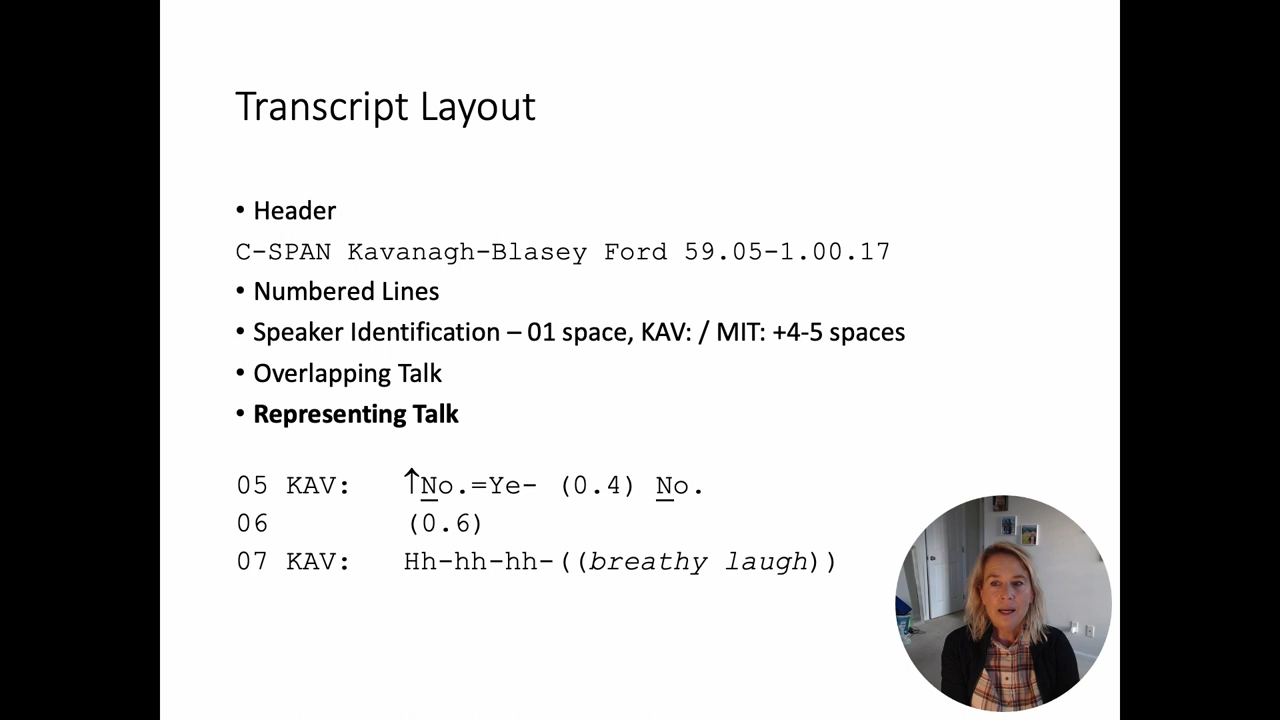 Transcript Layout
• Header
C-SPAN Kavanagh-Blasey Ford 59.05-1.00.17
• Numbered Lines
• Speaker Identification – 01 space, KAV: / MIT: +4-5 spaces
• Overlapping Talk
• Representing Talk
05 KAV: ↑No.=Ye- (0.4) No.
06 (0.6)
07 KAV: Hh-hh-hh-((breathy laugh))